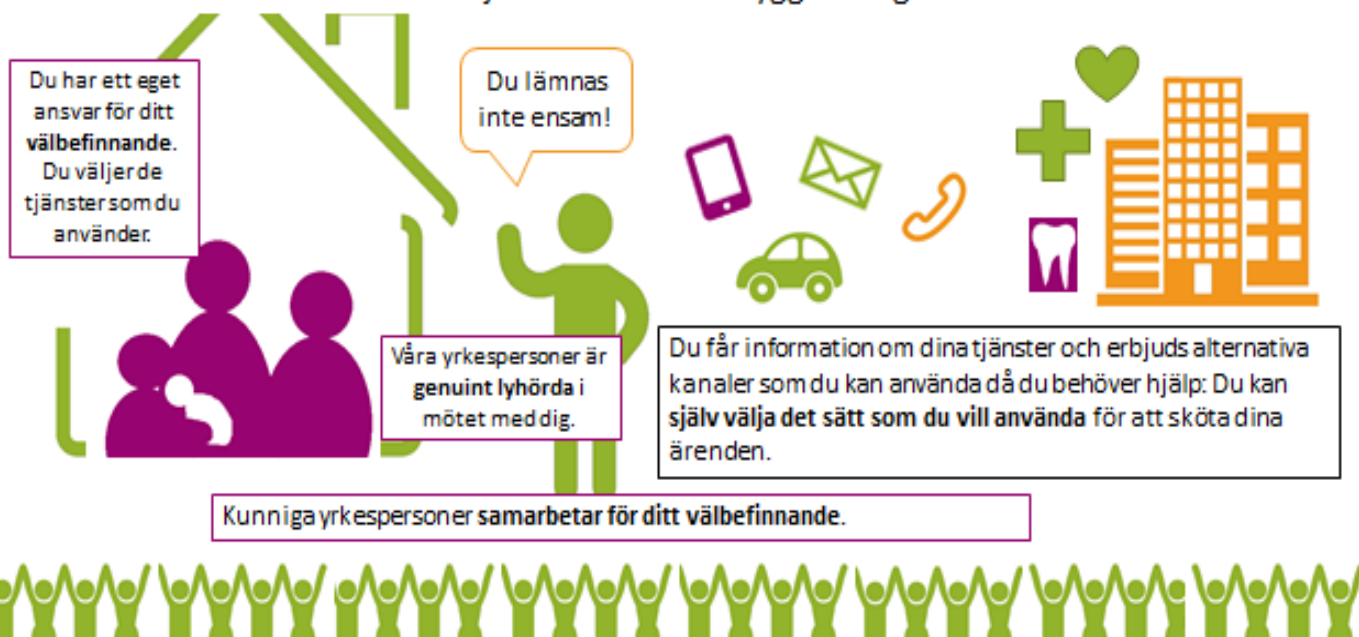 Du har ett eget
ansvar för ditt
välbefinnande.
Du väljer de
tjänster som du
använder.
Du lämnas
inte ensam!
Våra yrkespersoner är
genuint lyhörda i
mötet med dig.
Du får information om dina tjänster och erbjuds alternativa
kanaler som du kan använda då du behöver hjälp: Du kan
själv välja det sätt som du vill använda för att sköta dina
ärenden.
Kunniga yrkespersoner samarbetar för ditt välbefinnande.